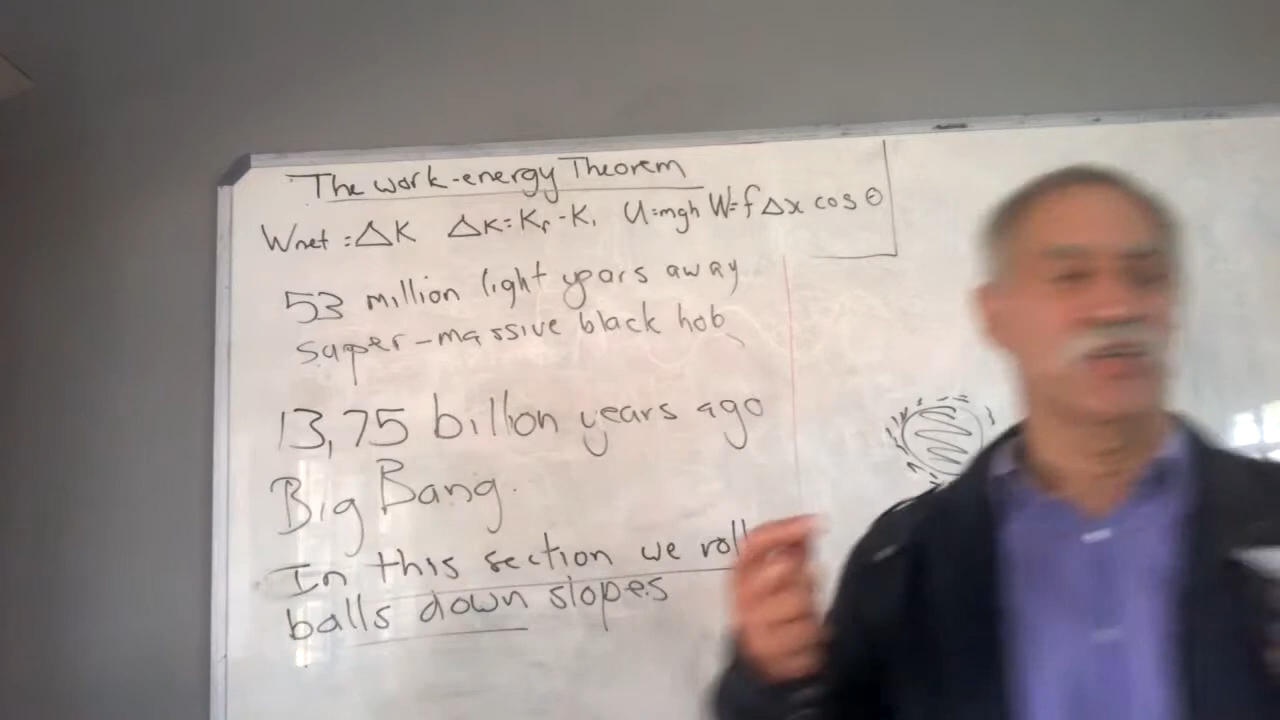 The work-energy Theorem
Wnet = ΔK ΔK = Kf - Ki U=mgh W=fΔx cos θ
53 million light years away
super-massive black hole
13,75 billion years ago
Big Bang.
In this section we roll
balls down slopes